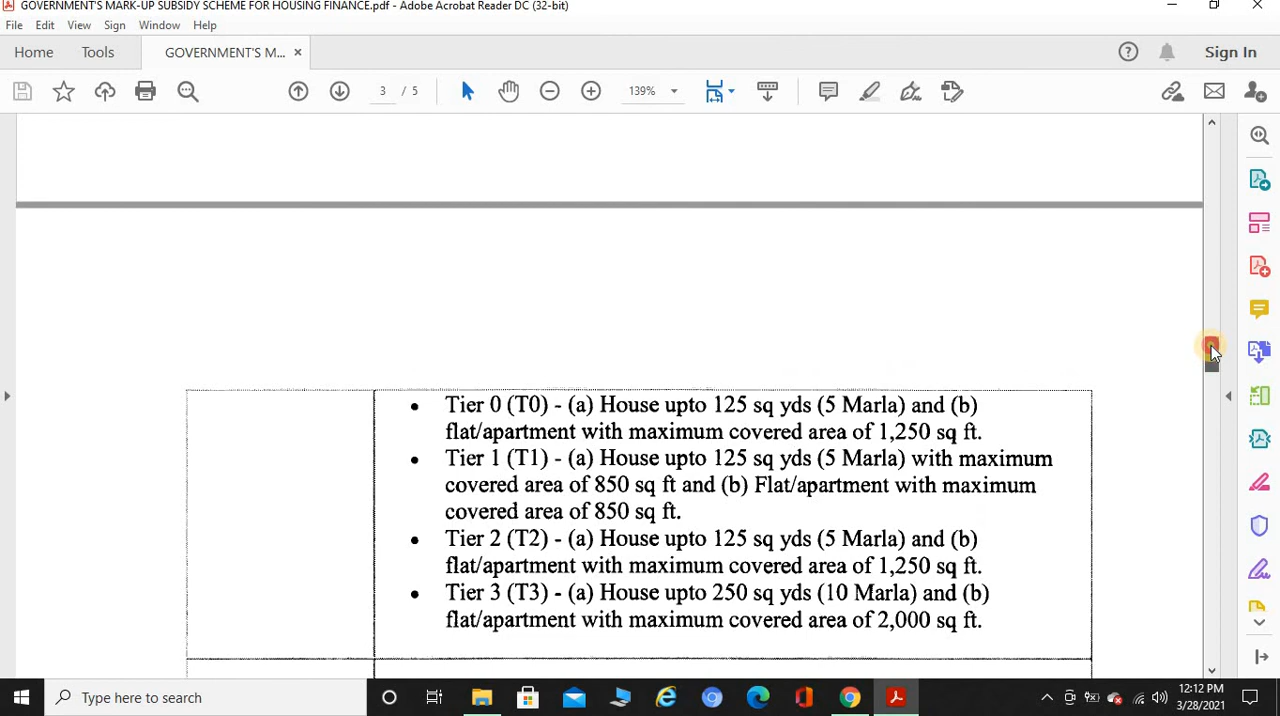 GOVERNMENT'S MARK-UP SUBSIDY SCHEME FOR HOUSING FINANCE.pdf - Adobe Acrobat Reader DC (32-bit)
File Edit View Sign Window Help
Home Tools GOVERNMENT'S M... × Sign In
3 / 5 139%
• Tier 0 (T0) - (a) House upto 125 sq yds (5 Marla) and (b)
flat/apartment with maximum covered area of 1,250 sq ft.
• Tier 1 (T1) - (a) House upto 125 sq yds (5 Marla) with maximum
covered area of 850 sq ft and (b) Flat/apartment with maximum
covered area of 850 sq ft.
• Tier 2 (T2) - (a) House upto 125 sq yds (5 Marla) and (b)
flat/apartment with maximum covered area of 1,250 sq ft.
• Tier 3 (T3) - (a) House upto 250 sq yds (10 Marla) and (b)
flat/apartment with maximum covered area of 2,000 sq ft.
Type here to search
12:12 PM
3/28/2021